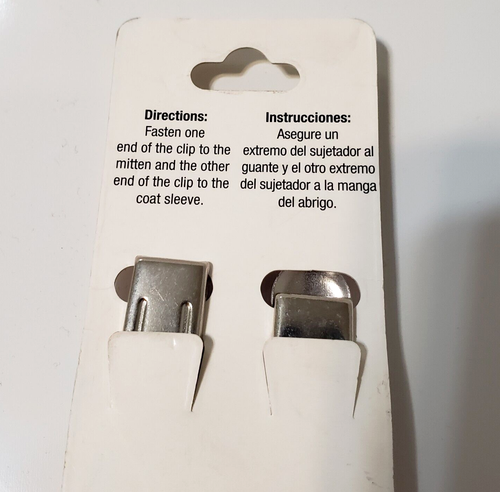 Directions:
Fasten one
end of the clip to the
mitten and the other
end of the clip to the
coat sleeve.
Instrucciones:
Asegure un
extremo del sujetador al
guante y el otro extremo
del sujetador a la manga
del abrigo.